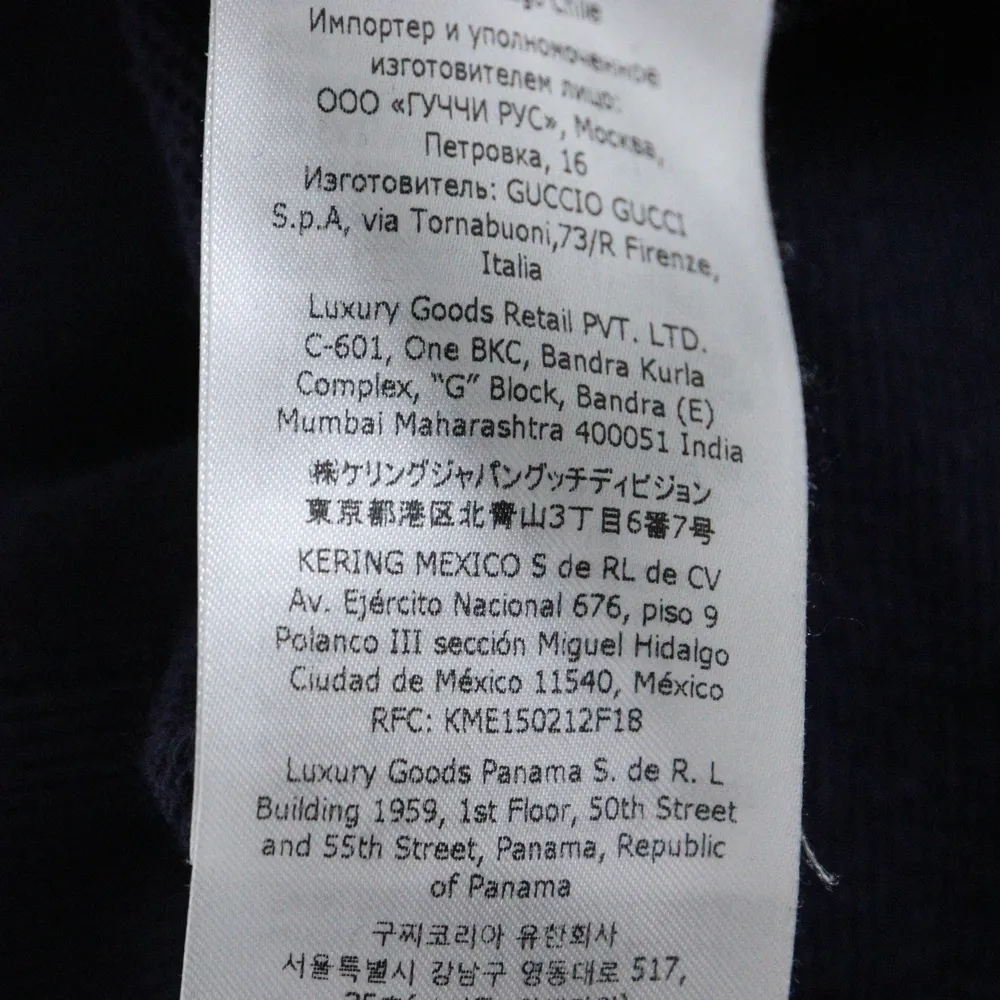 Chile
Импортер и уполномоченное
изготовителем лицо:
ООО «ГУЧЧИ РУС», Москва,
Петровка, 16
Изготовитель: GUCCIO GUCCI
S.p.A, via Tornabuoni,73/R Firenze,
Italia
Luxury Goods Retail PVT. LTD.
C-601, One BKC, Bandra Kurla
Complex, “G” Block, Bandra (E)
Mumbai Maharashtra 400051 India
㈱ケリングジャパングッチディビジョン
東京都港区北青山3丁目6番7号
KERING MEXICO S de RL de CV
Av. Ejército Nacional 676, piso 9
Polanco III sección Miguel Hidalgo
Ciudad de México 11540, México
RFC: KME150212F18
Luxury Goods Panama S. de R. L
Building 1959, 1st Floor, 50th Street
and 55th Street, Panama, Republic
of Panama
구찌코리아 유한회사
서울특별시 강남구 영동대로 517,